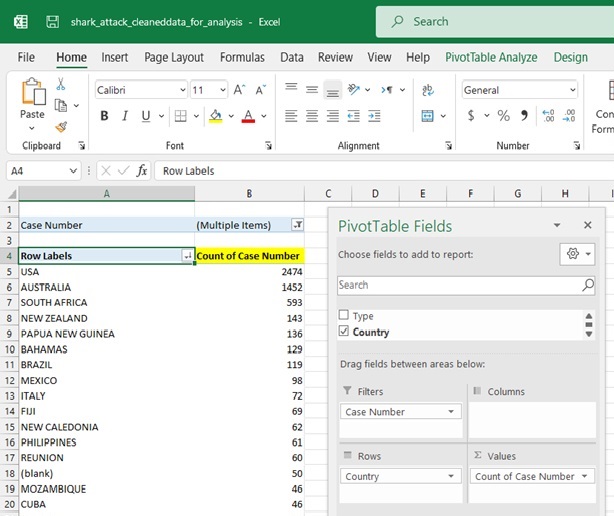 shark_attack_cleaneddata_for_analysis - Excel
Search
File Home Insert Page Layout Formulas Data Review View Help PivotTable Analyze Design
Paste
Calibri 11 A^ Aˇ
B I U A
ab
General
$ % 9 .00
Con
Form
Clipboard Font Alignment Number
A4 fx Row Labels
A B C D E F G H
1
2 Case Number (Multiple Items)
3
4 Row Labels Count of Case Number
5 USA 2474
6 AUSTRALIA 1452
7 SOUTH AFRICA 593
8 NEW ZEALAND 143
9 PAPUA NEW GUINEA 136
10 BAHAMAS 129
11 BRAZIL 119
12 MEXICO 98
13 ITALY 72
14 FIJI 69
15 NEW CALEDONIA 62
16 PHILIPPINES 61
17 REUNION 60
18 (blank) 50
19 MOZAMBIQUE 46
20 CUBA 46
PivotTable Fields
Choose fields to add to report:
Search
Type
Country
Drag fields between areas below:
Filters Columns
Case Number
Rows Σ Values
Country Count of Case Number